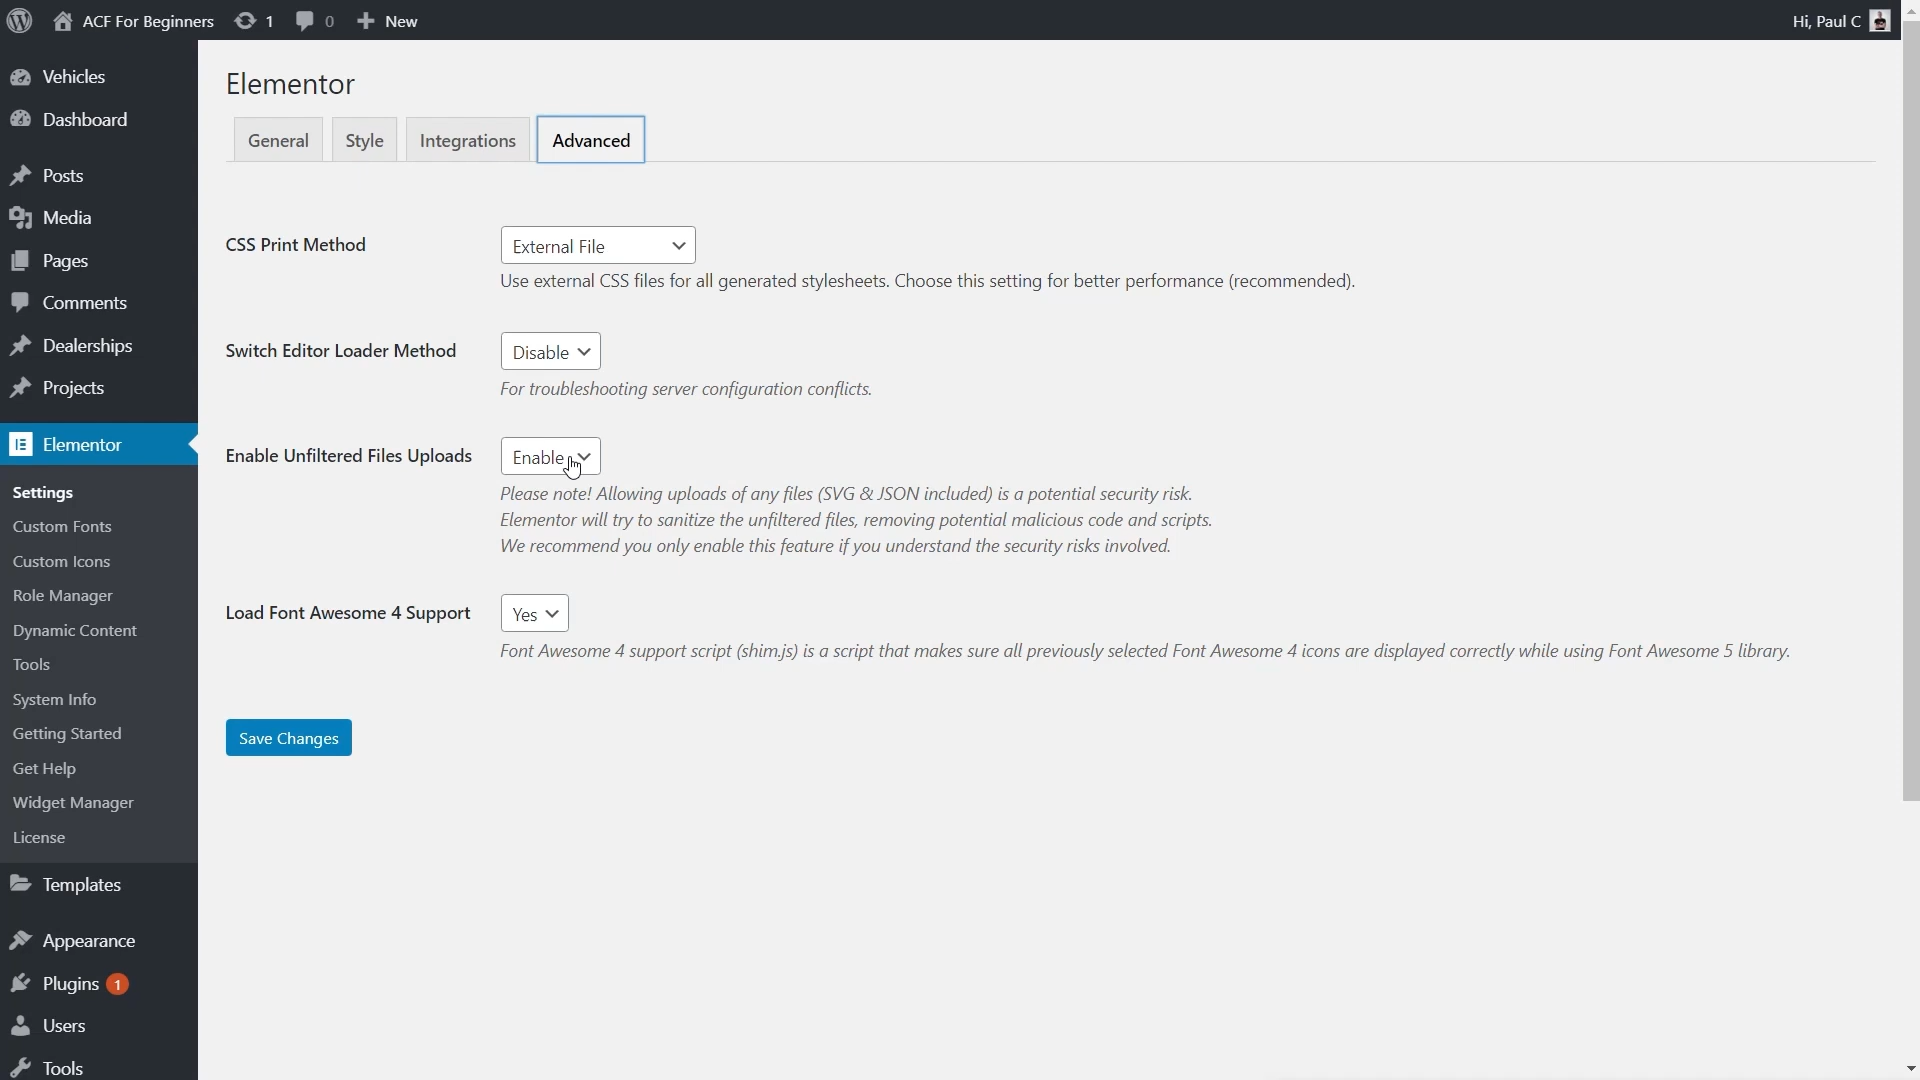 ACF For Beginners 1 0 New Hi, Paul C
Vehicles
Dashboard
Posts
Media
Pages
Comments
Dealerships
Projects
Elementor
Settings
Custom Fonts
Custom Icons
Role Manager
Dynamic Content
Tools
System Info
Getting Started
Get Help
Widget Manager
License
Templates
Appearance
Plugins 1
Users
Tools
Elementor
General Style Integrations Advanced
CSS Print Method External File
Use external CSS files for all generated stylesheets. Choose this setting for better performance (recommended).
Switch Editor Loader Method Disable
For troubleshooting server configuration conflicts.
Enable Unfiltered Files Uploads Enable
Please note! Allowing uploads of any files (SVG & JSON included) is a potential security risk.
Elementor will try to sanitize the unfiltered files, removing potential malicious code and scripts.
We recommend you only enable this feature if you understand the security risks involved.
Load Font Awesome 4 Support Yes
Font Awesome 4 support script (shim.js) is a script that makes sure all previously selected Font Awesome 4 icons are displayed correctly while using Font Awesome 5 library.
Save Changes